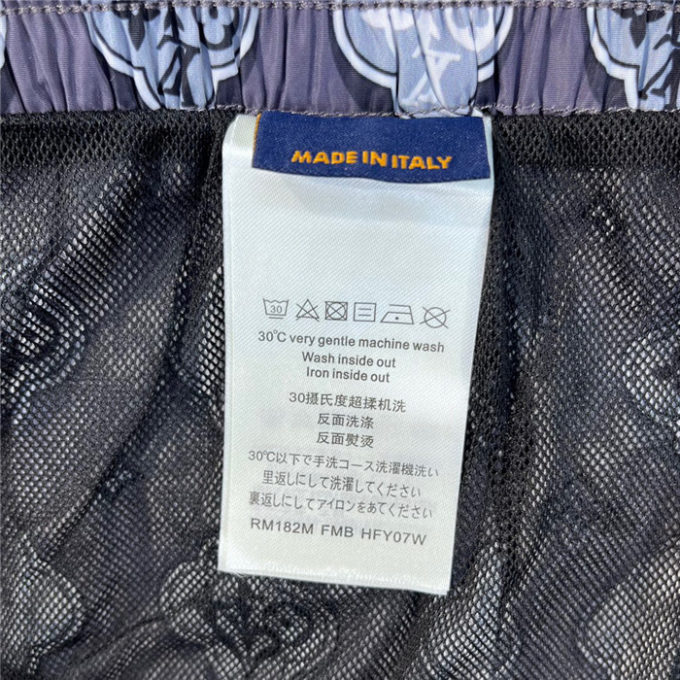 MADE IN ITALY
30
30℃ very gentle machine wash
Wash inside out
Iron inside out
30摄氏度超揉机洗
反面洗涤
反面熨烫
30℃以下で手洗コース洗濯機洗い
里返しにして洗濯してください
裏返しにしてアイロンをあてください
RM182M FMB HFY07W